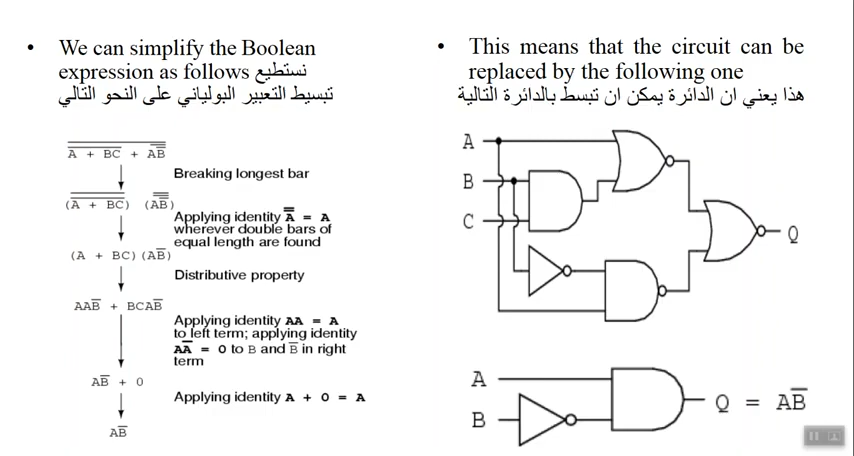 • We can simplify the Boolean
expression as follows نستطيع
تبسيط التعبير البولياني على النحو التالي
A̅ ̅+̅ ̅B̅C̅ + A̅B̿
Breaking longest bar
(A + BC) (AB̅)
Applying identity A̿ = A
wherever double bars of
equal length are found
(A + BC)(AB̅)
Distributive property
AAB̅ + BCAB̅
Applying identity AA = A
to left term; applying identity
AA̅ = 0 to B and B̅ in right
term
AB̅ + 0
Applying identity A + 0 = A
AB̅
• This means that the circuit can be
replaced by the following one
هذا يعني ان الدائرة يمكن ان تبسط بالدائرة التالية
A
B
C
Q
A
B
Q = AB̅